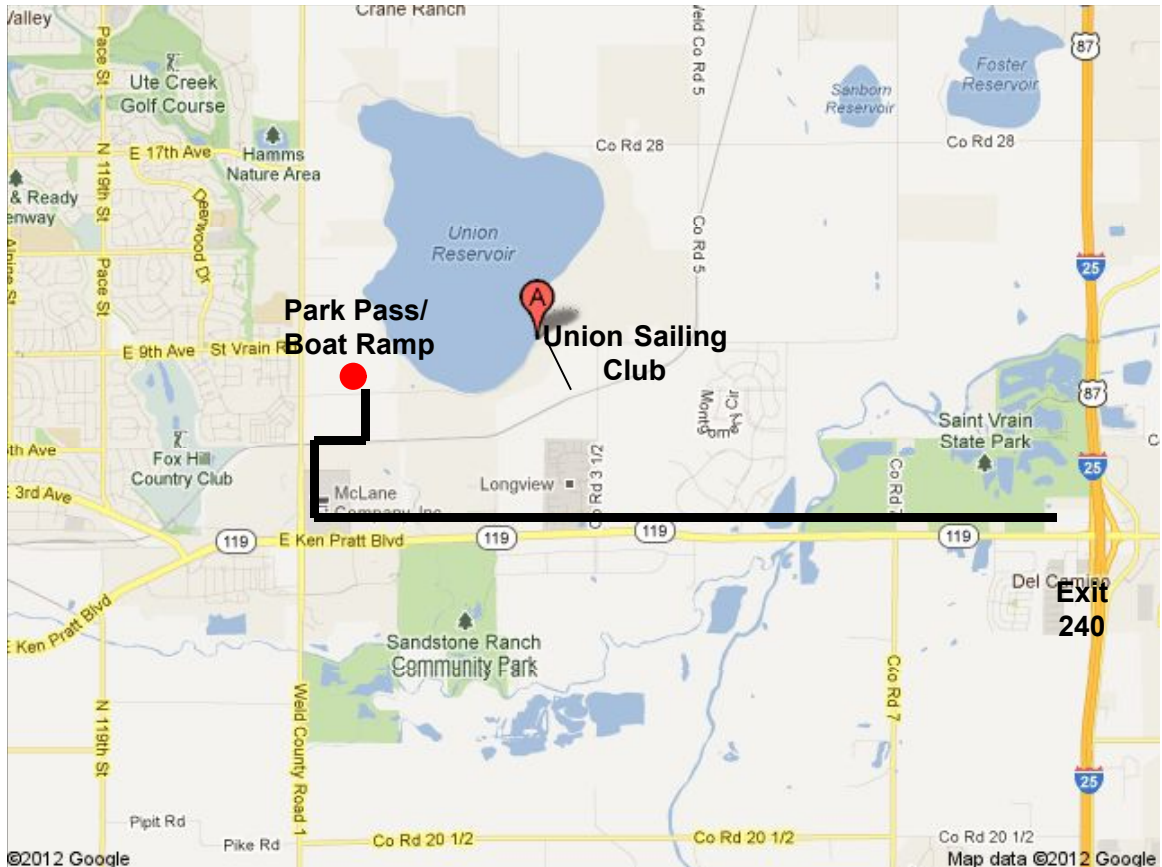 Valley
Crane Ranch
Pace St
Ute Creek
Golf Course
Weld Co Rd 5
87
Foster
Reservoir
Sanborn
Reservoir
N 119th St
E 17th Ave
Hamms
Nature Area
Co Rd 28
Co Rd 28
& Ready
Deerwood Dr
Union
Reservoir
Co Rd 5
Pace St
25
A
Park Pass/
Boat Ramp
E 9th Ave
St Vrain Rd
Union Sailing
Club
87
Saint Vrain
State Park
Fox Hill
Country Club
25
E 3rd Ave
McLane
Company, Inc
Longview
Co Rd 3 1/2
Co Rd 7
119
E Ken Pratt Blvd
119
119
119
Del Camino
Exit
240
E Ken Pratt Blvd
Sandstone Ranch
Community Park
Co Rd 7
N 119th St
Weld County Road 1
25
Pipit Rd
Pike Rd
Co Rd 20 1/2
Co Rd 20 1/2
Co Rd 20 1/2
©2012 Google
Map data ©2012 Google